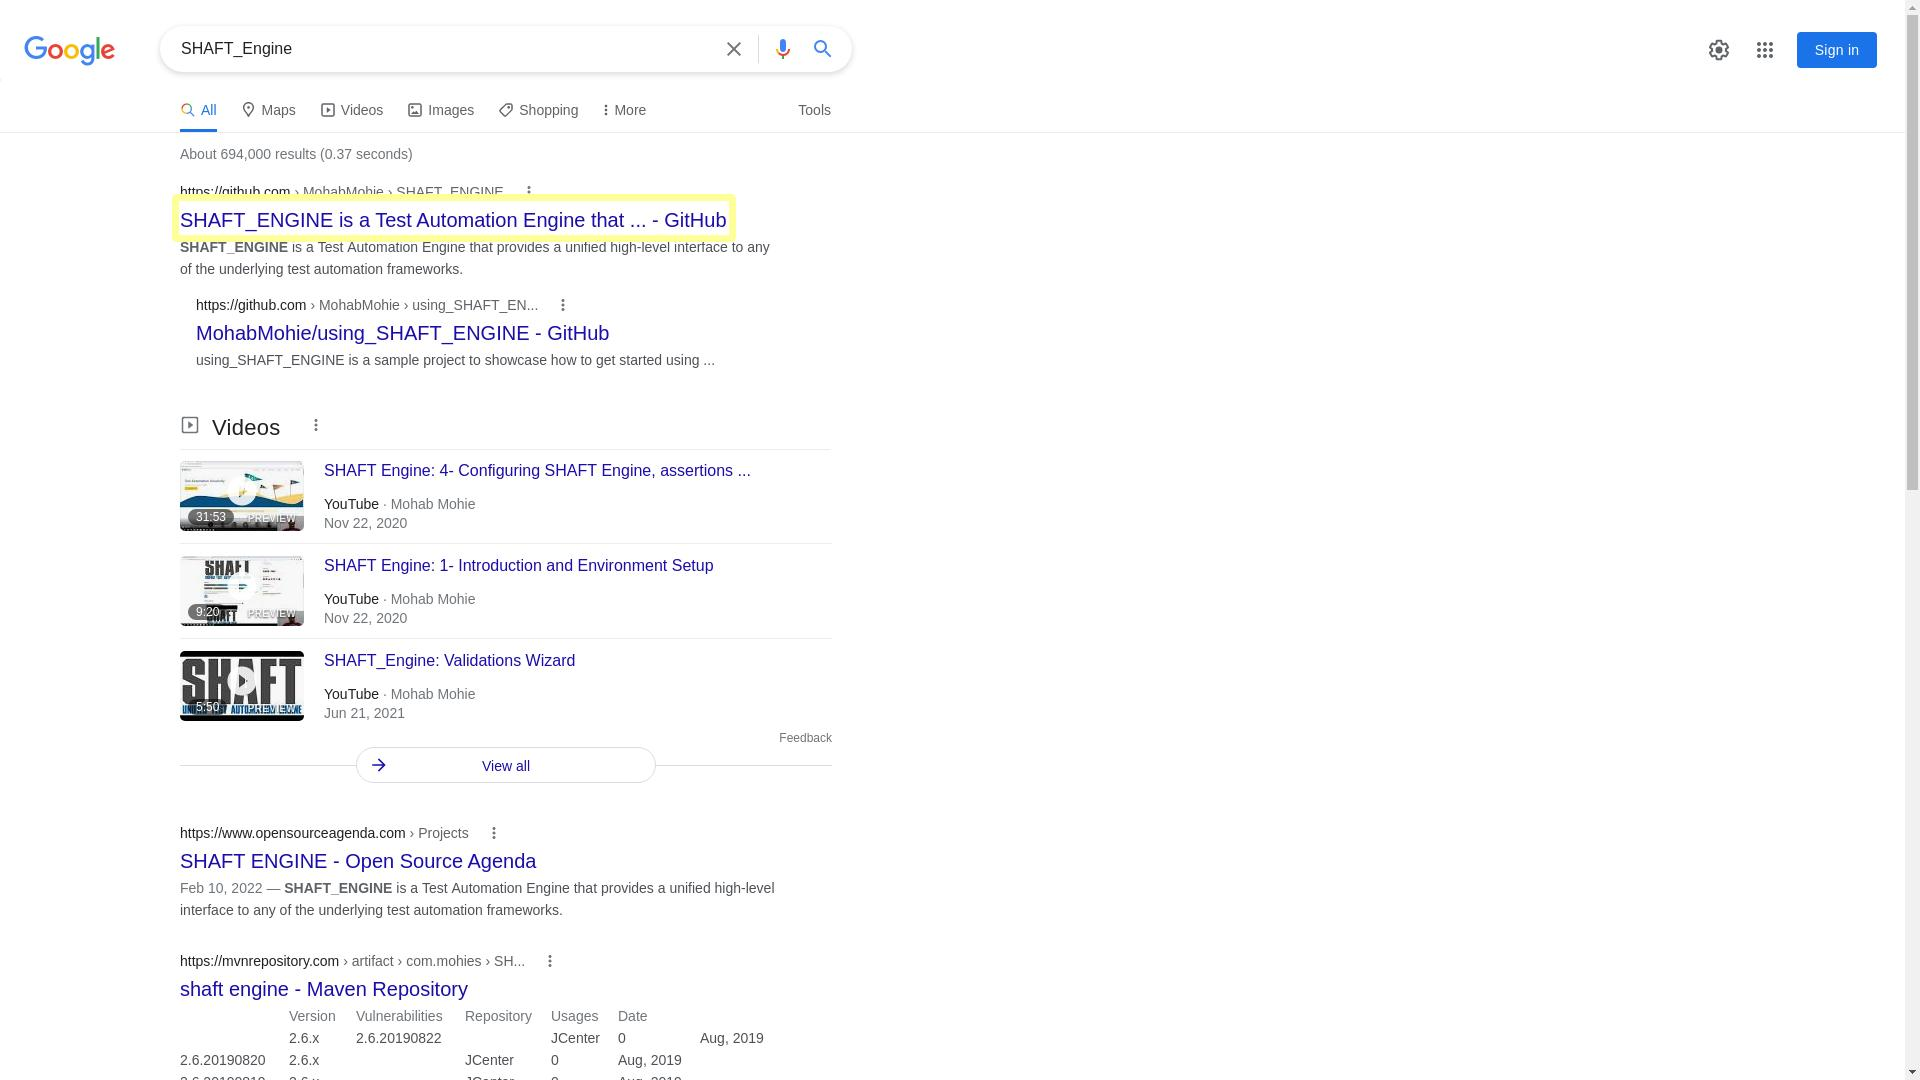 Google
SHAFT_Engine
Sign in
All
Maps
Videos
Images
Shopping
More
Tools
About 694,000 results (0.37 seconds)
https://github.com › MohabMohie › SHAFT_ENGINE
SHAFT_ENGINE is a Test Automation Engine that ... - GitHub
SHAFT_ENGINE is a Test Automation Engine that provides a unified high-level interface to any
of the underlying test automation frameworks.
https://github.com › MohabMohie › using_SHAFT_EN...
MohabMohie/using_SHAFT_ENGINE - GitHub
using_SHAFT_ENGINE is a sample project to showcase how to get started using ...
Videos
SHAFT Engine: 4- Configuring SHAFT Engine, assertions ...
31:53
PREVIEW
YouTube · Mohab Mohie
Nov 22, 2020
SHAFT Engine: 1- Introduction and Environment Setup
SHAFT
9:20
PREVIEW
YouTube · Mohab Mohie
Nov 22, 2020
SHAFT_Engine: Validations Wizard
SHAFT
5:50
PREVIEW
YouTube · Mohab Mohie
Jun 21, 2021
Feedback
View all
https://www.opensourceagenda.com › Projects
SHAFT ENGINE - Open Source Agenda
Feb 10, 2022 — SHAFT_ENGINE is a Test Automation Engine that provides a unified high-level
interface to any of the underlying test automation frameworks.
https://mvnrepository.com › artifact › com.mohies › SH...
shaft engine - Maven Repository
Version Vulnerabilities Repository Usages Date
2.6.x 2.6.20190822 JCenter 0 Aug, 2019
2.6.20190820 2.6.x JCenter 0 Aug, 2019